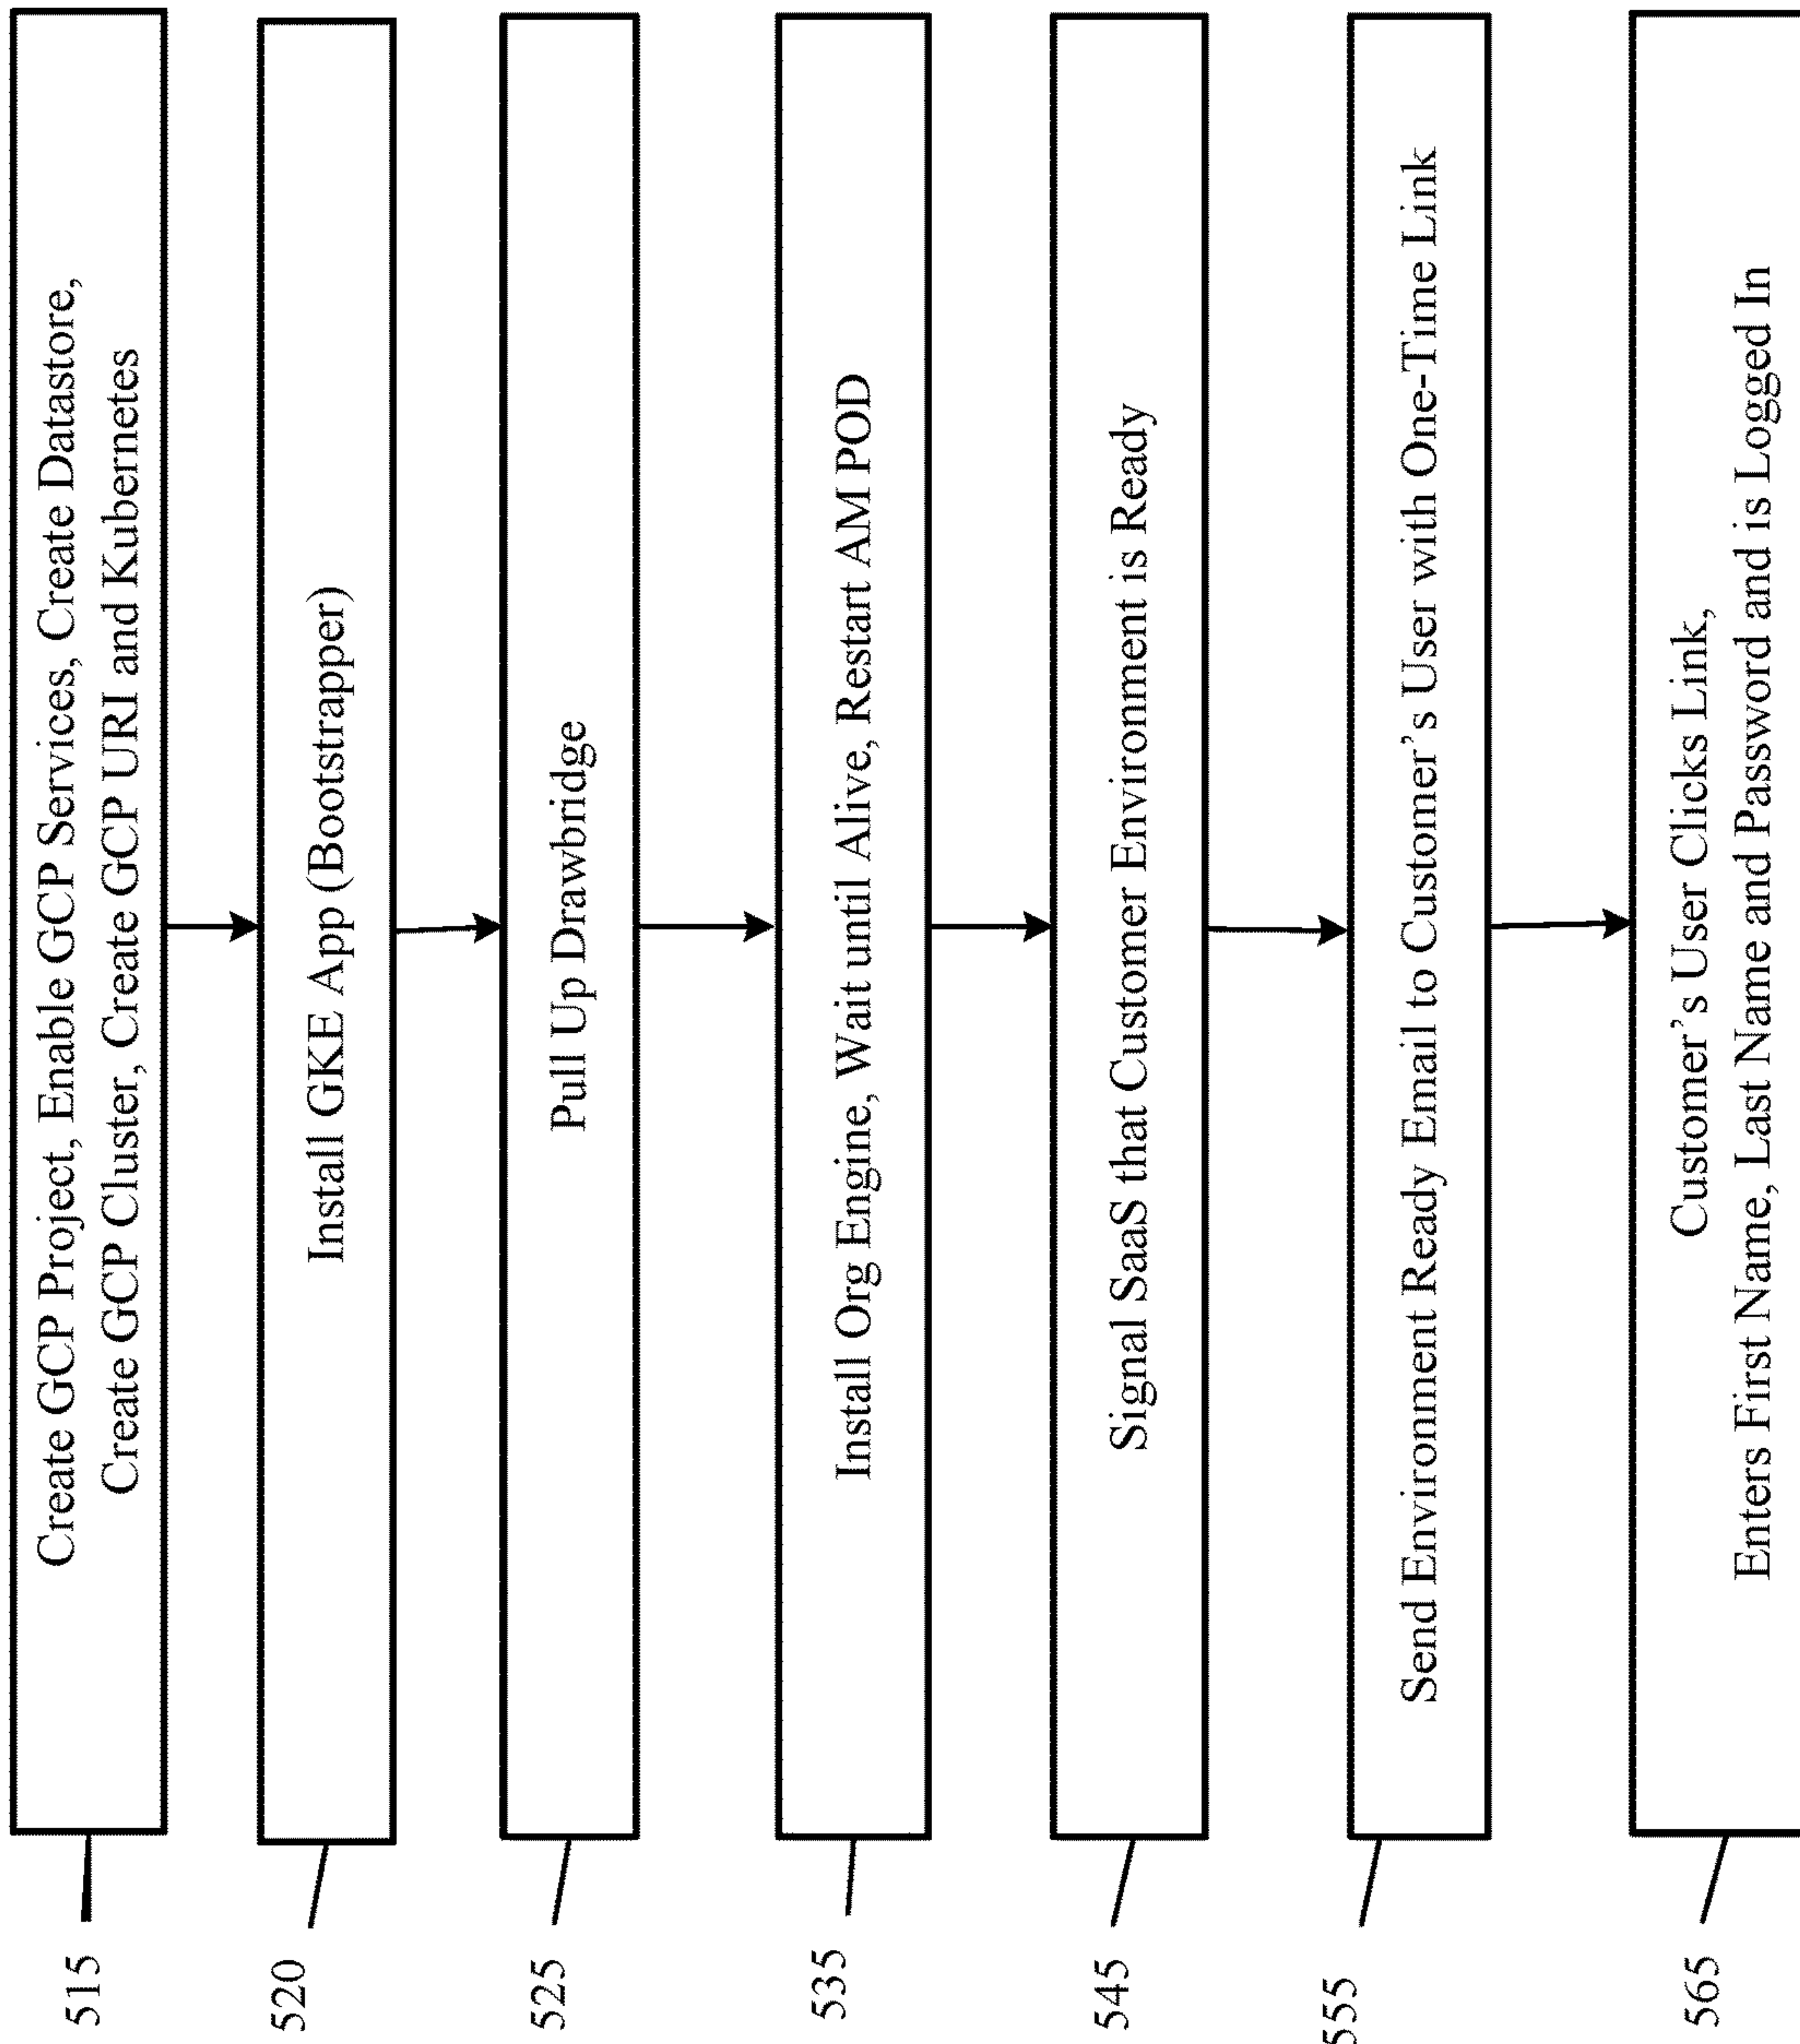 515
Create GCP Project, Enable GCP Services, Create Datastore,
Create GCP Cluster, Create GCP URI and Kubernetes
520
Install GKE App (Bootstrapper)
525
Pull Up Drawbridge
535
Install Org Engine, Wait until Alive, Restart AM POD
545
Signal SaaS that Customer Environment is Ready
555
Send Environment Ready Email to Customer’s User with One-Time Link
565
Customer’s User Clicks Link,
Enters First Name, Last Name and Password and is Logged In